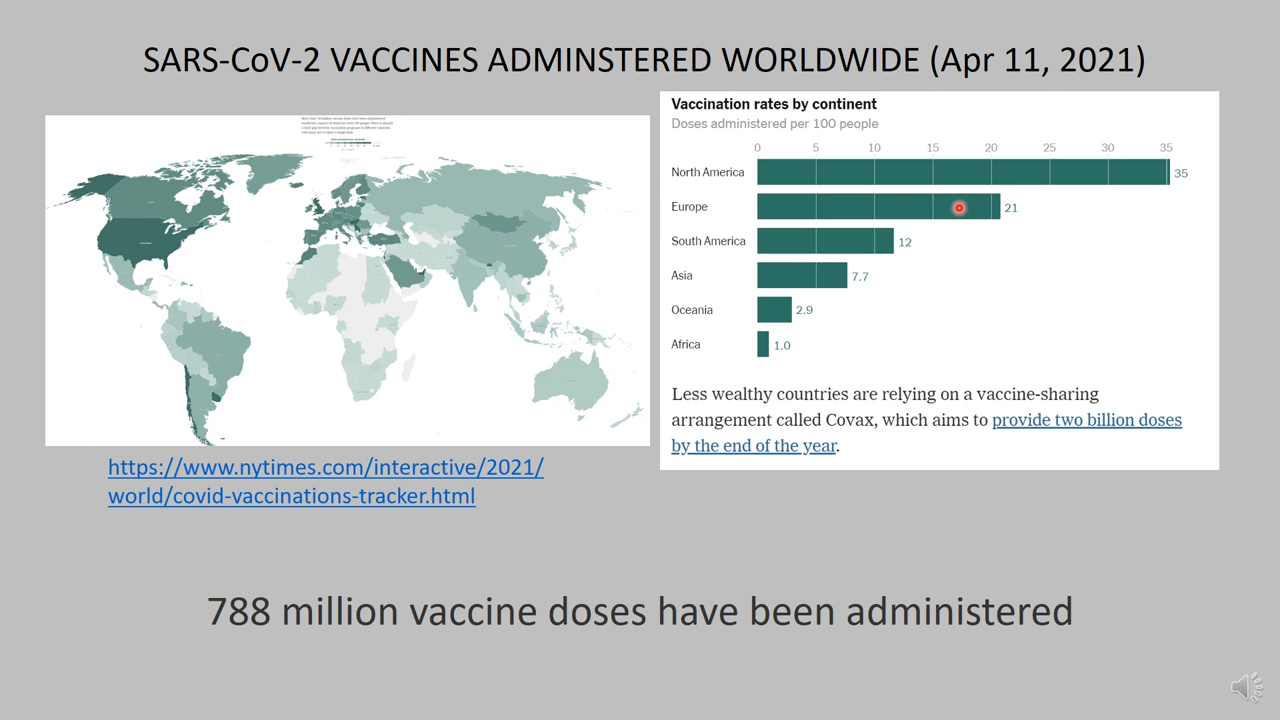 SARS-CoV-2 VACCINES ADMINSTERED WORLDWIDE (Apr 11, 2021)
Vaccination rates by continent
Doses administered per 100 people
0 5 10 15 20 25 30 35
North America 35
Europe 21
South America 12
Asia 7.7
Oceania 2.9
Africa 1.0
Less wealthy countries are relying on a vaccine-sharing
arrangement called Covax, which aims to provide two billion doses
by the end of the year.
https://www.nytimes.com/interactive/2021/
world/covid-vaccinations-tracker.html
788 million vaccine doses have been administered